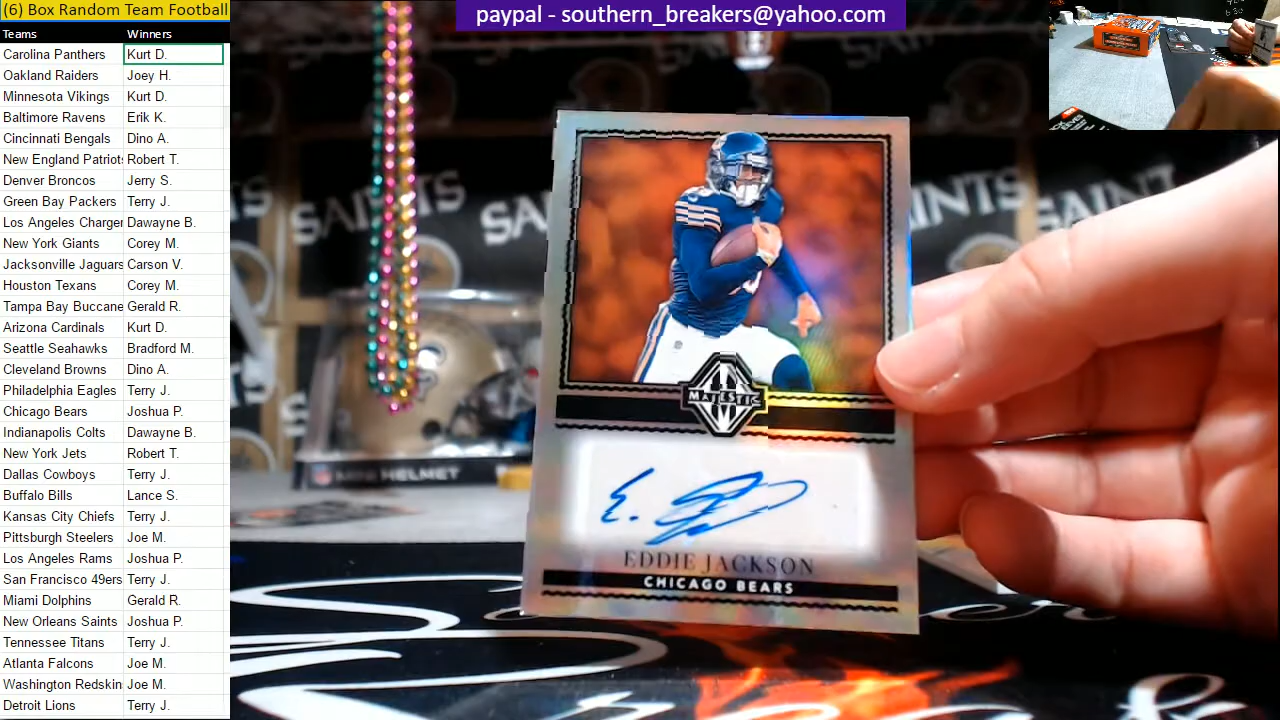 (6) Box Random Team Football
Teams Winners
Carolina Panthers Kurt D.
Oakland Raiders Joey H.
Minnesota Vikings Kurt D.
Baltimore Ravens Erik K.
Cincinnati Bengals Dino A.
New England Patriots Robert T.
Denver Broncos Jerry S.
Green Bay Packers Terry J.
Los Angeles Charger Dawayne B.
New York Giants Corey M.
Jacksonville Jaguars Carson V.
Houston Texans Corey M.
Tampa Bay Buccane Gerald R.
Arizona Cardinals Kurt D.
Seattle Seahawks Bradford M.
Cleveland Browns Dino A.
Philadelphia Eagles Terry J.
Chicago Bears Joshua P.
Indianapolis Colts Dawayne B.
New York Jets Robert T.
Dallas Cowboys Terry J.
Buffalo Bills Lance S.
Kansas City Chiefs Terry J.
Pittsburgh Steelers Joe M.
Los Angeles Rams Joshua P.
San Francisco 49ers Terry J.
Miami Dolphins Gerald R.
New Orleans Saints Joshua P.
Tennessee Titans Terry J.
Atlanta Falcons Joe M.
Washington Redskin Joe M.
Detroit Lions Terry J.
paypal - southern_breakers@yahoo.com
SAINTS
SAINTS
MINI HELMET
MAJESTIC
EDDIE JACKSON
CHICAGO BEARS